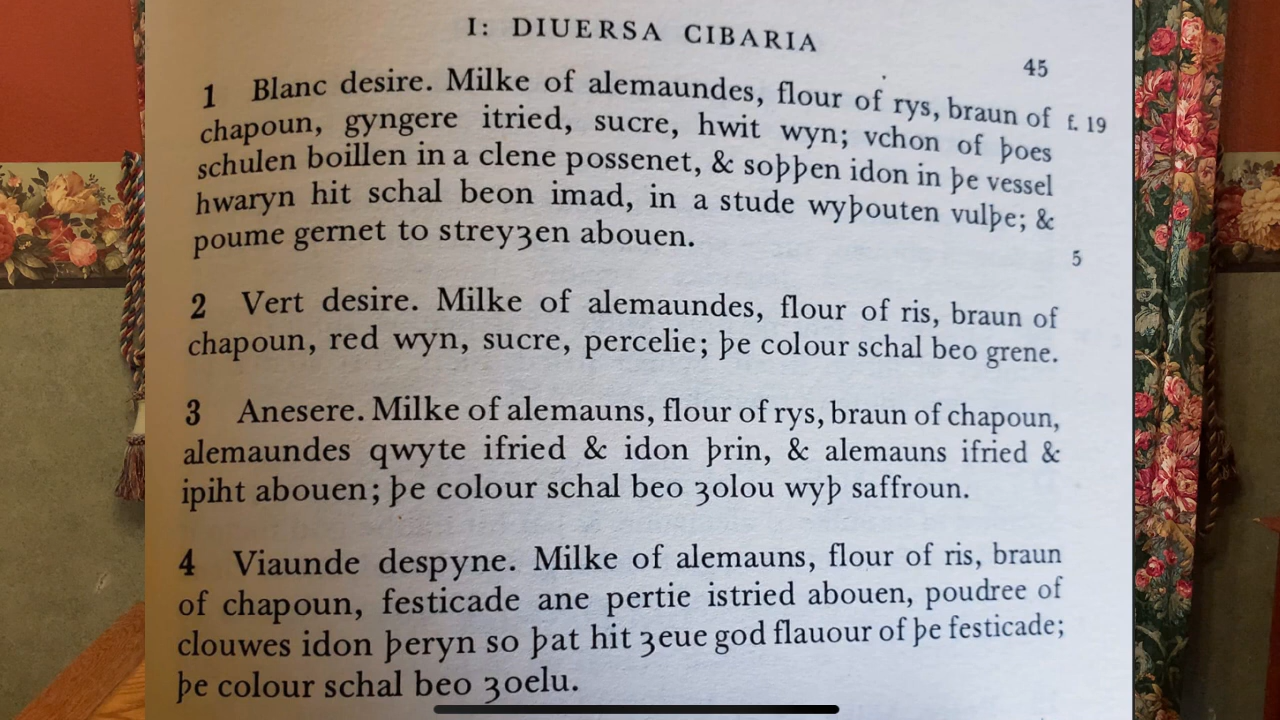 I: DIUERSA CIBARIA
45
1 Blanc desire. Milke of alemaundes, flour of rys, braun of f. 19
chapoun, gyngere itried, sucre, hwit wyn; vchon of þoes
schulen boillen in a clene possenet, & soþþen idon in þe vessel
hwaryn hit schal beon imad, in a stude wyþouten vulþe; &
poume gernet to streyȝen abouen.
5
2 Vert desire. Milke of alemaundes, flour of ris, braun of
chapoun, red wyn, sucre, percelie; þe colour schal beo grene.
3 Anesere. Milke of alemauns, flour of rys, braun of chapoun,
alemaundes qwyte ifried & idon þrin, & alemauns ifried &
ipiht abouen; þe colour schal beo ȝolou wyþ saffroun.
4 Viaunde despyne. Milke of alemauns, flour of ris, braun
of chapoun, festicade ane pertie istried abouen, poudree of
clouwes idon þeryn so þat hit ȝeue god flauour of þe festicade;
þe colour schal beo ȝoelu.